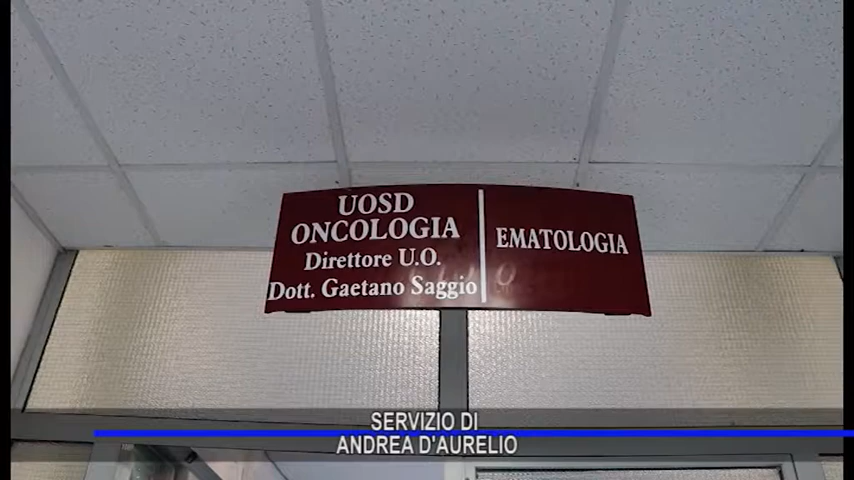 UOSD
ONCOLOGIA
Direttore U.O.
Dott. Gaetano Saggio
EMATOLOGIA
SERVIZIO DI
ANDREA D'AURELIO